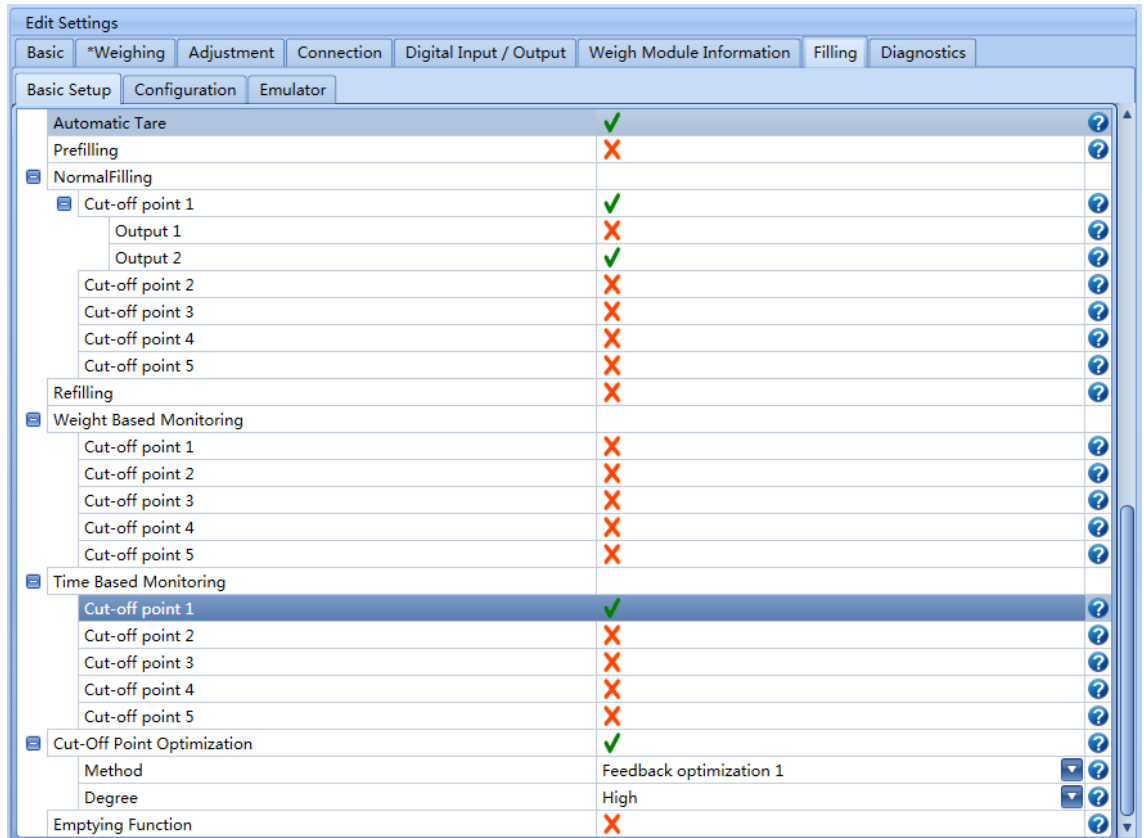 Edit Settings
Basic *Weighing Adjustment Connection Digital Input / Output Weigh Module Information Filling Diagnostics
Basic Setup Configuration Emulator
Automatic Tare
Prefilling
NormalFilling
Cut-off point 1
Output 1
Output 2
Cut-off point 2
Cut-off point 3
Cut-off point 4
Cut-off point 5
Refilling
Weight Based Monitoring
Cut-off point 1
Cut-off point 2
Cut-off point 3
Cut-off point 4
Cut-off point 5
Time Based Monitoring
Cut-off point 1
Cut-off point 2
Cut-off point 3
Cut-off point 4
Cut-off point 5
Cut-Off Point Optimization
Method Feedback optimization 1
Degree High
Emptying Function